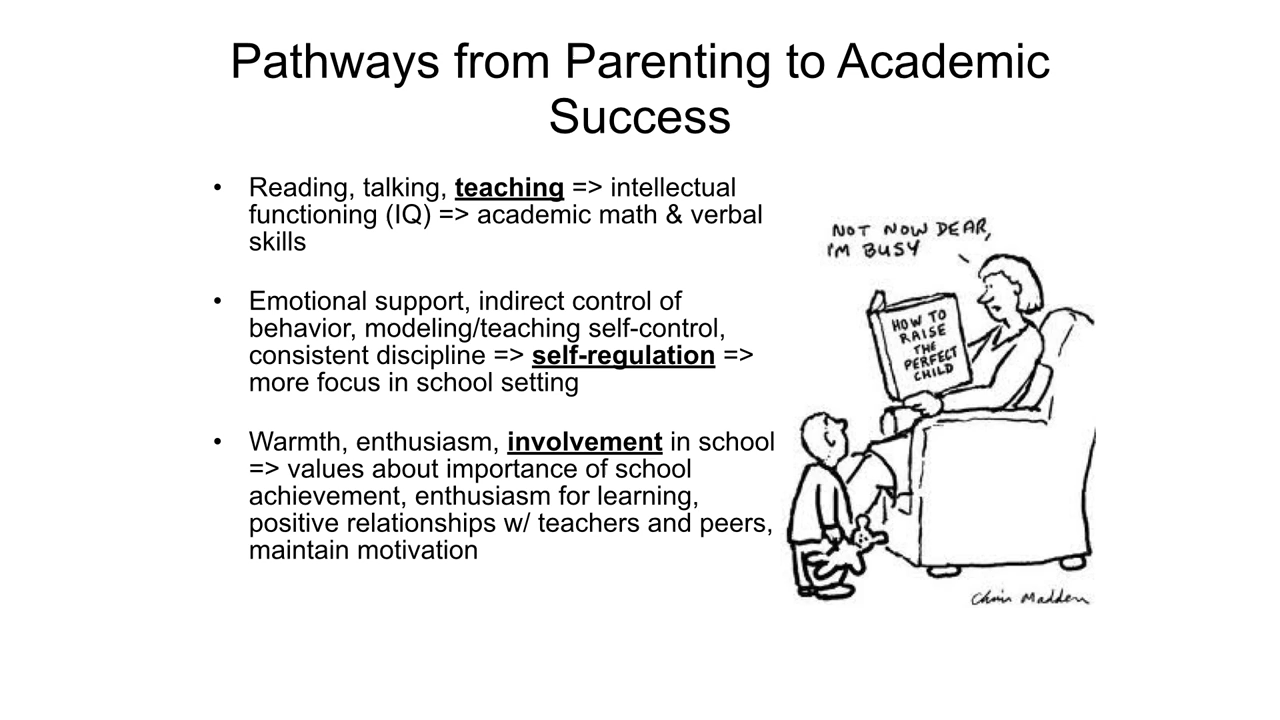 Pathways from Parenting to Academic
Success
• Reading, talking, teaching => intellectual
functioning (IQ) => academic math & verbal
skills
• Emotional support, indirect control of
behavior, modeling/teaching self-control,
consistent discipline => self-regulation =>
more focus in school setting
• Warmth, enthusiasm, involvement in school
=> values about importance of school
achievement, enthusiasm for learning,
positive relationships w/ teachers and peers,
maintain motivation
NOT NOW DEAR,
I'M BUSY
HOW TO
RAISE
THE
PERFECT
CHILD
Chris Madden